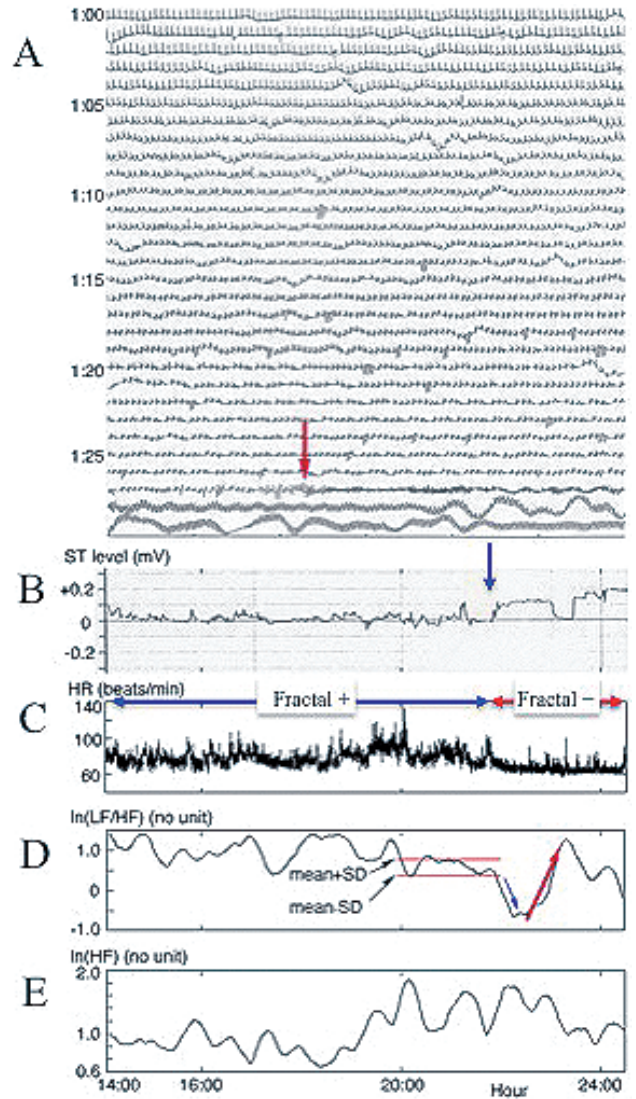 1:00
A
1:05
1:10
1:15
1:20
1:25
ST level (mV)
B
+0.2
0
-0.2
HR (beats/min)
Fractal +
Fractal −
C
140
100
60
ln(LF/HF) (no unit)
D
1.0
mean+SD
0
mean-SD
-1.0
ln(HF) (no unit)
E
2.0
1.0
0.6
14:00 16:00 20:00 Hour 24:00